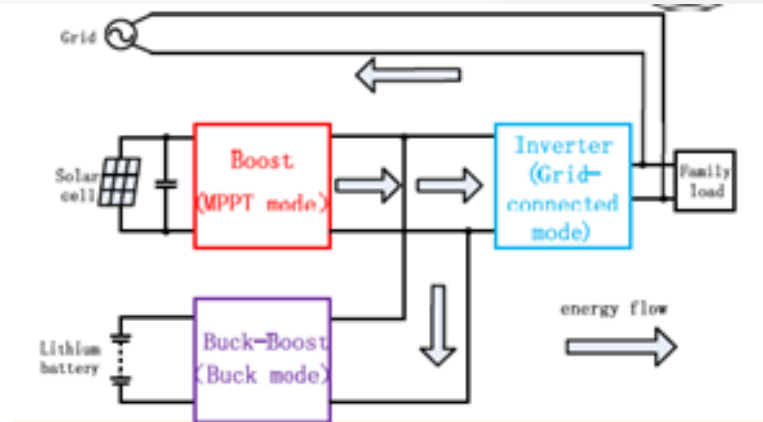 Grid
Solar
cell
Boost
(MPPT mode)
Inverter
(Grid-
connected
mode)
Family
load
Lithium
battery
Buck-Boost
(Buck mode)
energy flow